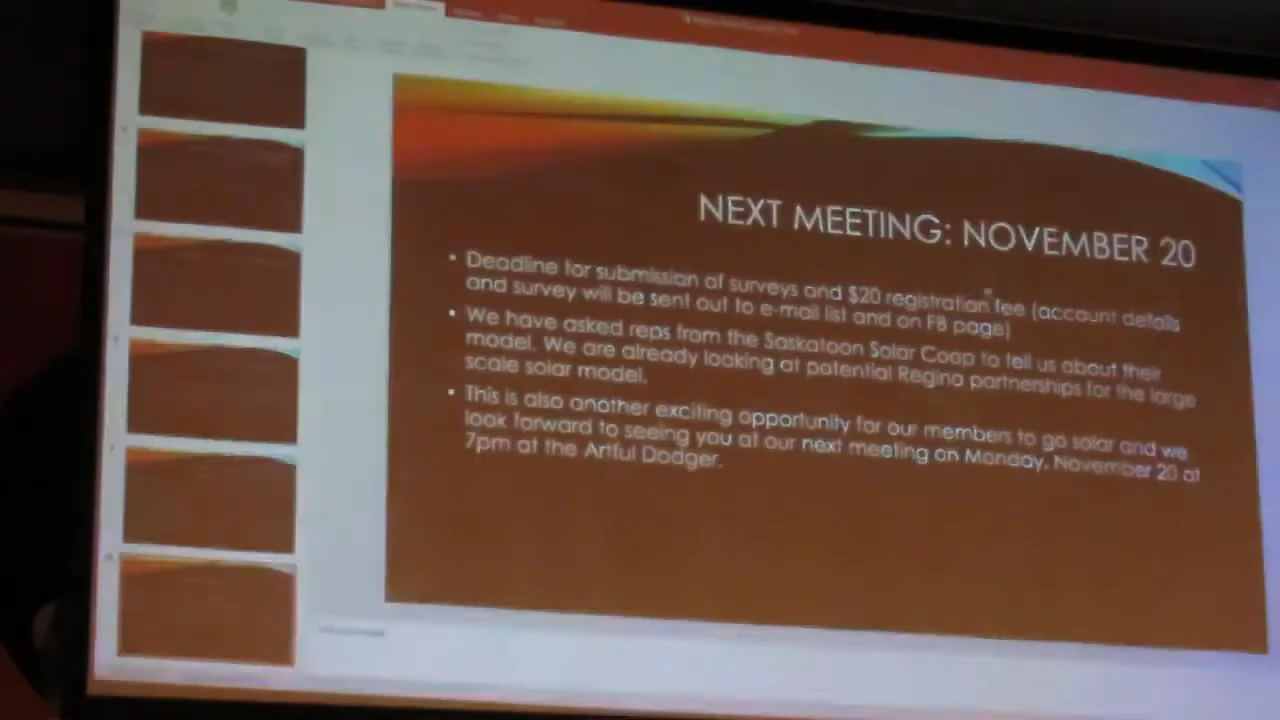 NEXT MEETING: NOVEMBER 20
• Deadline for submission of surveys and $20 registration fee (account details
and survey will be sent out to e-mail list and on FB page)
• We have asked reps from the Saskatoon Solar Coop to tell us about their
model. We are already looking at potential Regina partnerships for the large
scale solar model.
• This is also another exciting opportunity for our members to go solar and we
look forward to seeing you at our next meeting on Monday, November 20 at
7pm at the Artful Dodger.